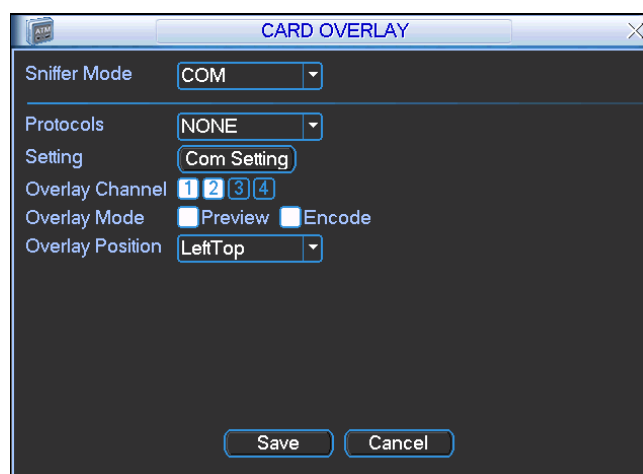 ATM
CARD OVERLAY
Sniffer Mode COM
Protocols NONE
Setting Com Setting
Overlay Channel 1 2 3 4
Overlay Mode Preview Encode
Overlay Position LeftTop
Save Cancel